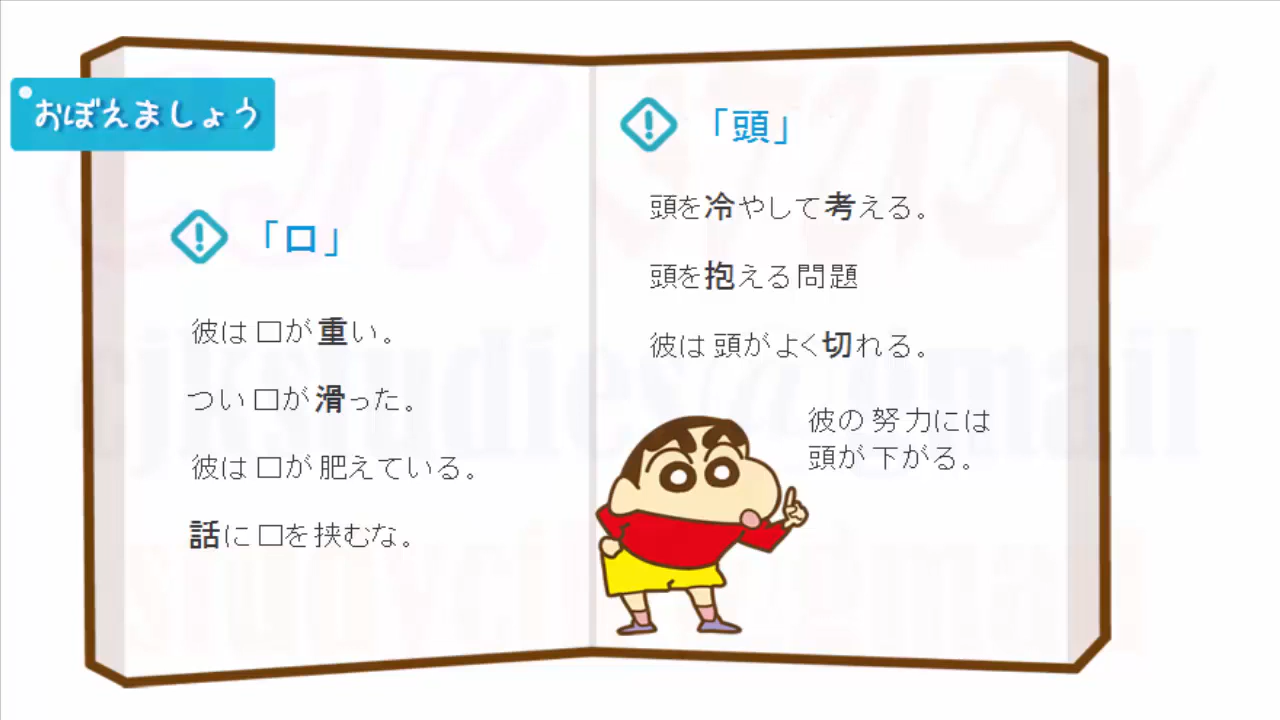 おぼえましょう
「口」
彼は口が重い。
つい口が滑った。
彼は口が肥えている。
話に口を挟むな。
「頭」
頭を冷やして考える。
頭を抱える問題
彼は頭がよく切れる。
彼の努力には
頭が下がる。